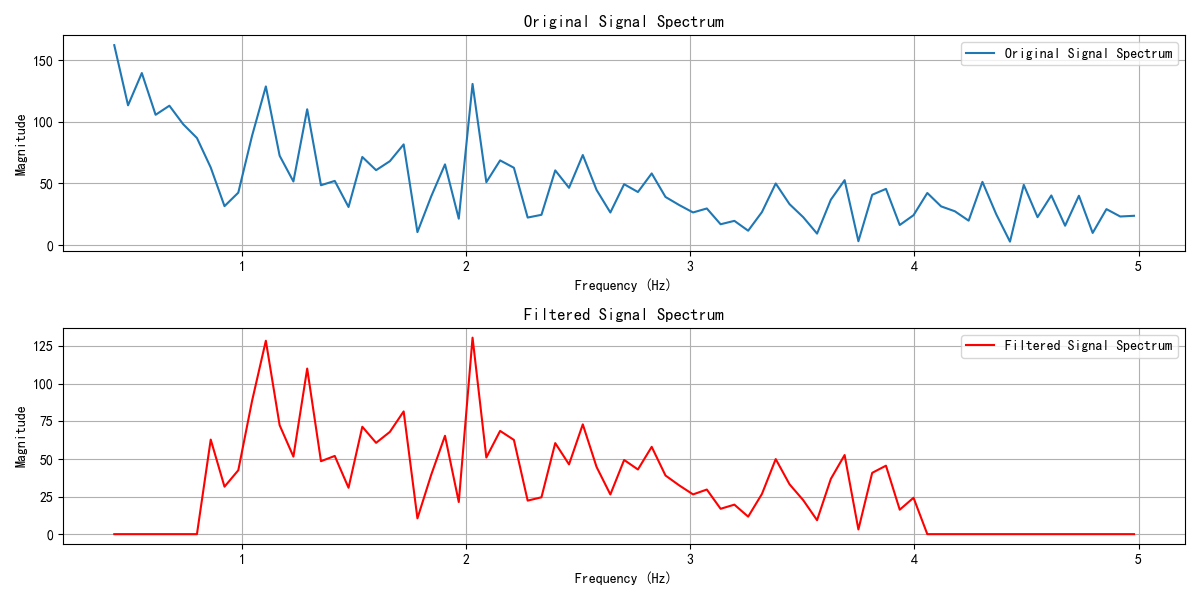 Original Signal Spectrum
Original Signal Spectrum
150
100
50
0
Magnitude
1 2 3 4 5
Frequency (Hz)
Filtered Signal Spectrum
Filtered Signal Spectrum
125
100
75
50
25
0
Magnitude
1 2 3 4 5
Frequency (Hz)